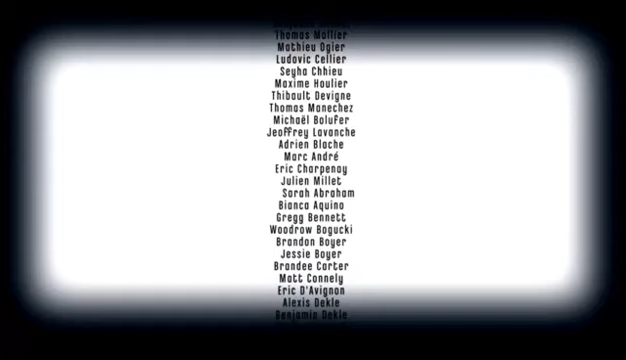 Thomas Mollier
Mathieu Ogier
Ludovic Cellier
Seyha Chhieu
Maxime Houlier
Thibault Devigne
Thomas Manechez
Michaël Bolufer
Jeoffrey Lavanche
Adrien Blache
Marc André
Eric Charpenay
Julien Millet
Sarah Abraham
Bianca Aquino
Gregg Bennett
Woodrow Bogucki
Brandon Boyer
Jessie Boyer
Brandee Carter
Matt Connely
Eric D'Avignon
Alexis Dekle
Benjamin Dekle